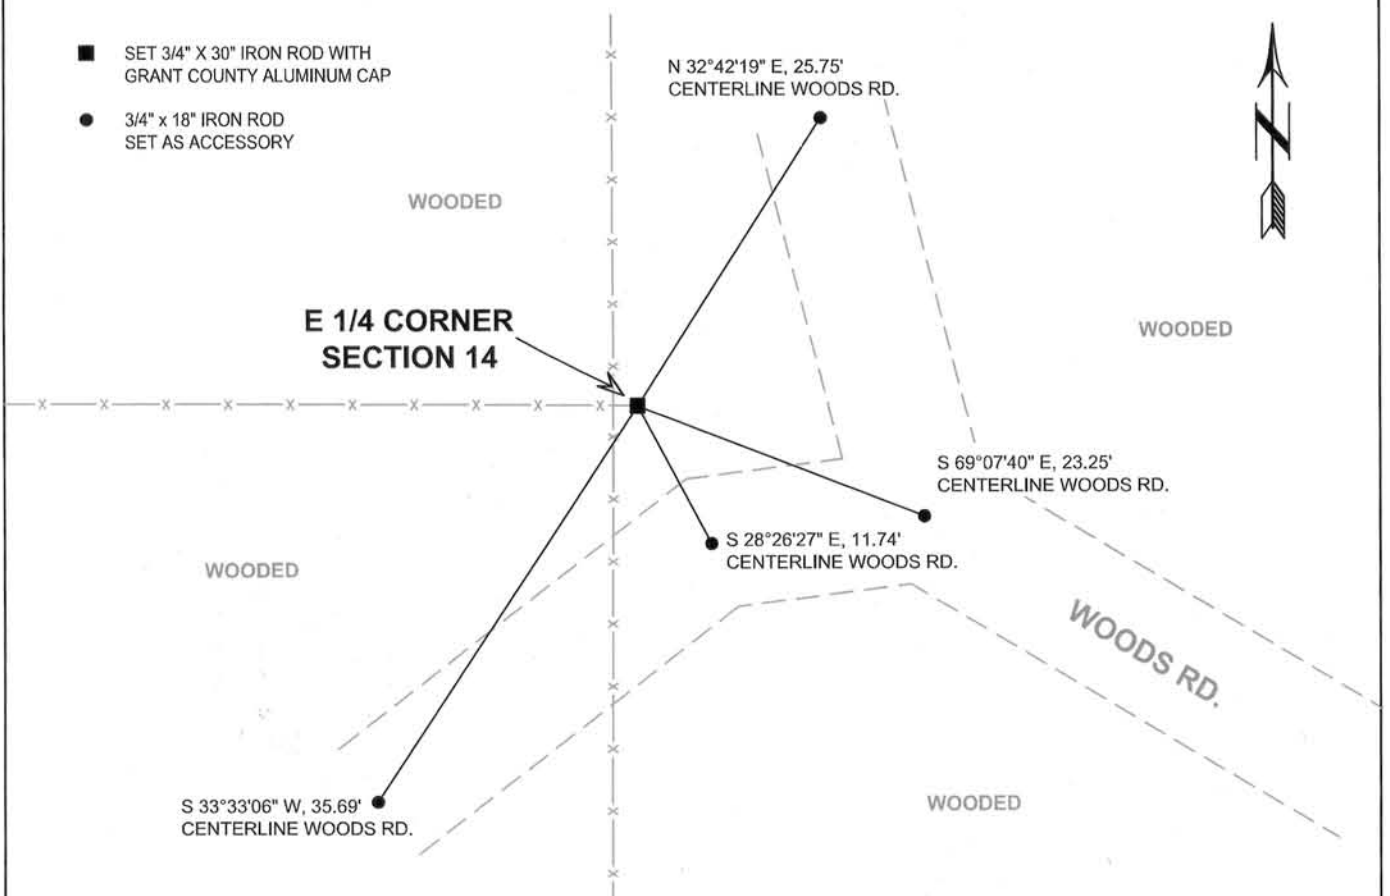 SET 3/4" X 30" IRON ROD WITH
GRANT COUNTY ALUMINUM CAP
3/4" x 18" IRON ROD
SET AS ACCESSORY
N 32°42'19" E, 25.75'
CENTERLINE WOODS RD.
N
WOODED
E 1/4 CORNER
SECTION 14
WOODED
S 69°07'40" E, 23.25'
CENTERLINE WOODS RD.
S 28°26'27" E, 11.74'
CENTERLINE WOODS RD.
WOODED
WOODS RD.
S 33°33'06" W, 35.69'
CENTERLINE WOODS RD.
WOODED